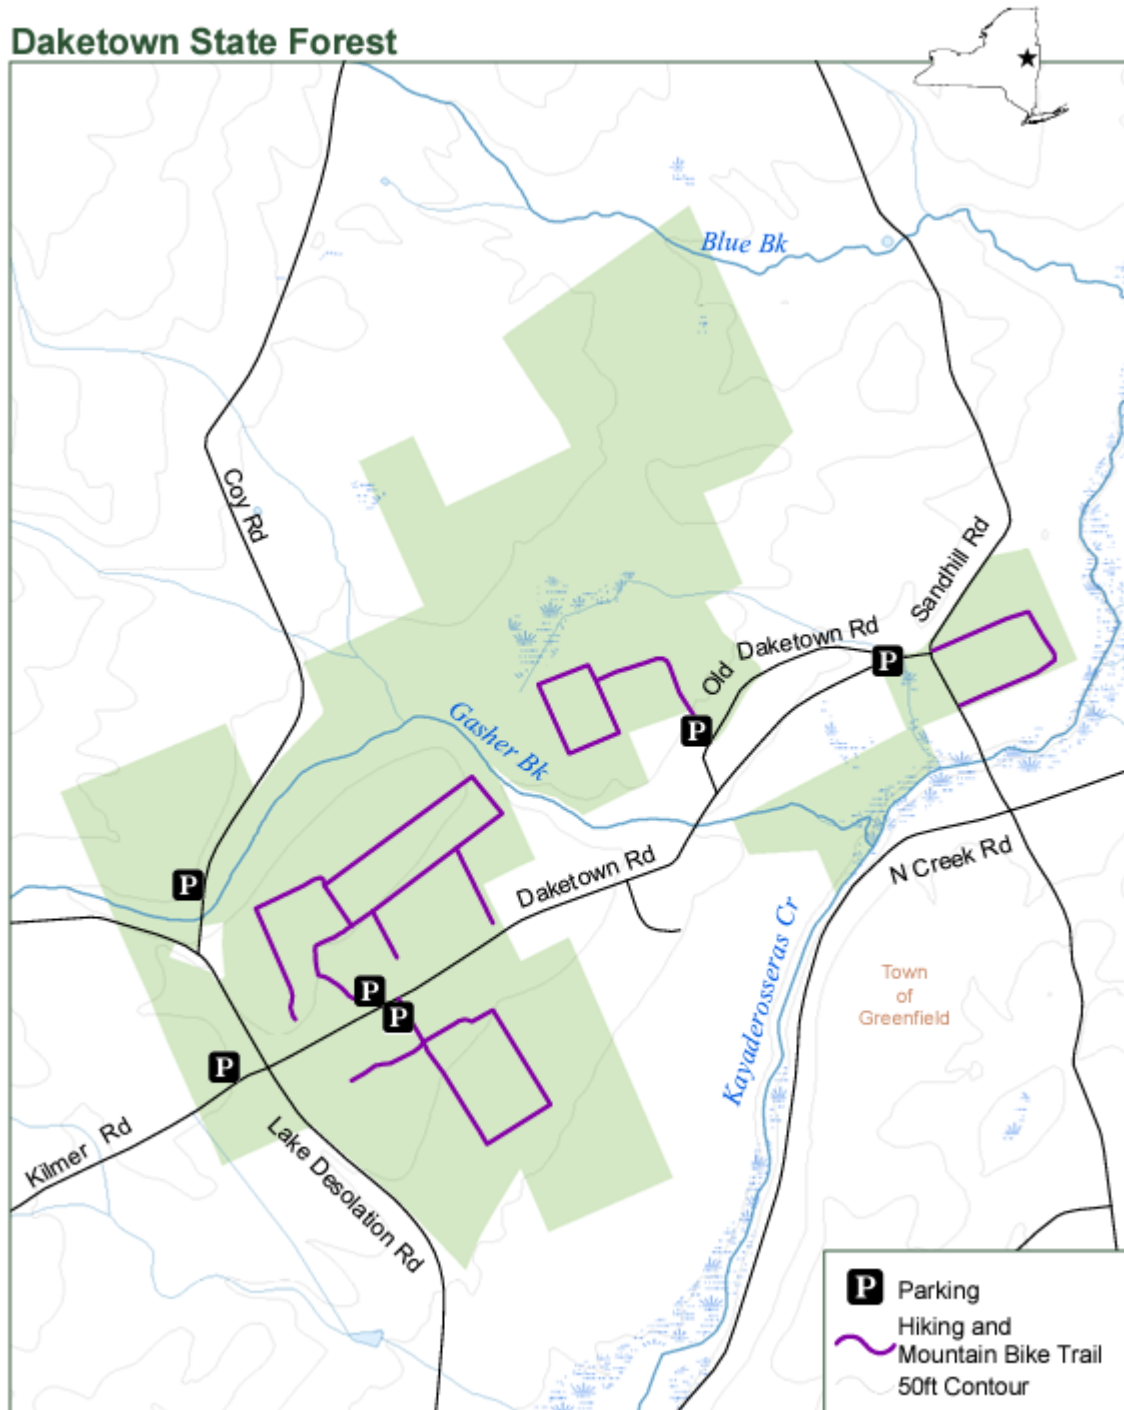 Daketown State Forest
Blue Bk
Coy Rd
Sandhill Rd
Old Daketown Rd
P
P
Gasher Bk
P
Daketown Rd
N Creek Rd
Kayaderosseras Cr
Town
of
Greenfield
P
P
P
Kilmer Rd
Lake Desolation Rd
P Parking
Hiking and
Mountain Bike Trail
50ft Contour